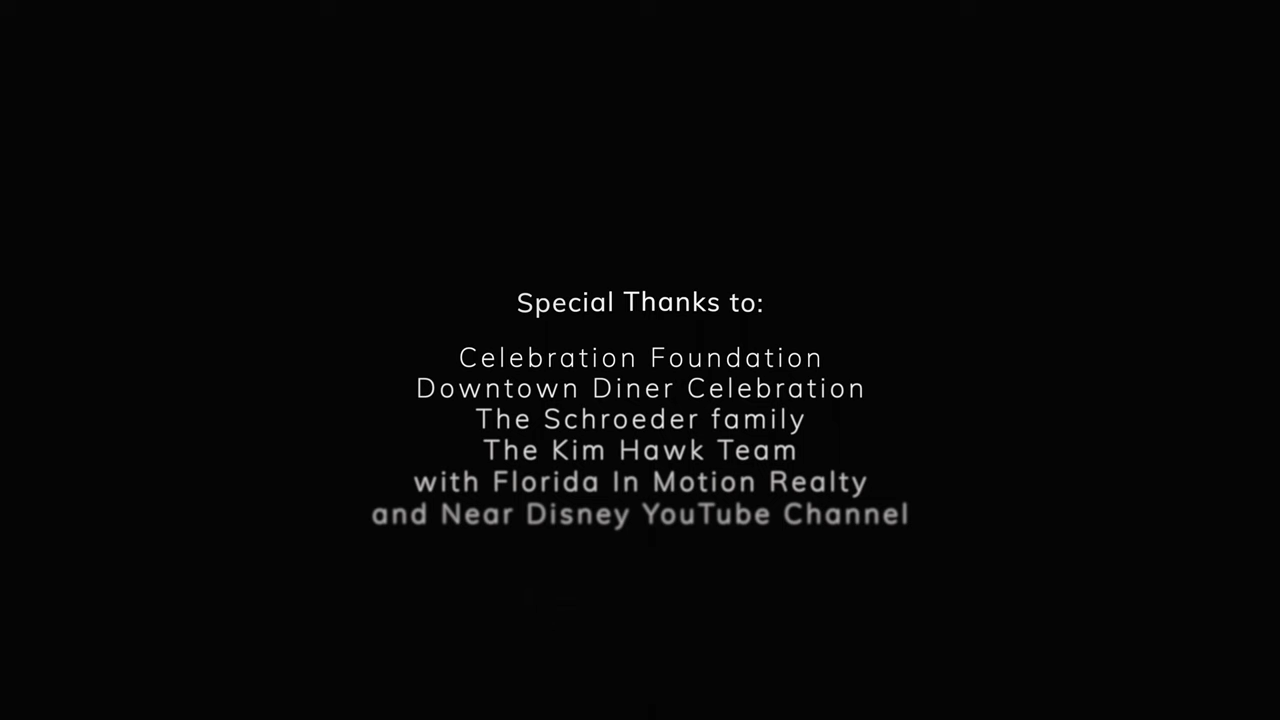 Special Thanks to:
Celebration Foundation
Downtown Diner Celebration
The Schroeder family
The Kim Hawk Team
with Florida In Motion Realty
and Near Disney YouTube Channel